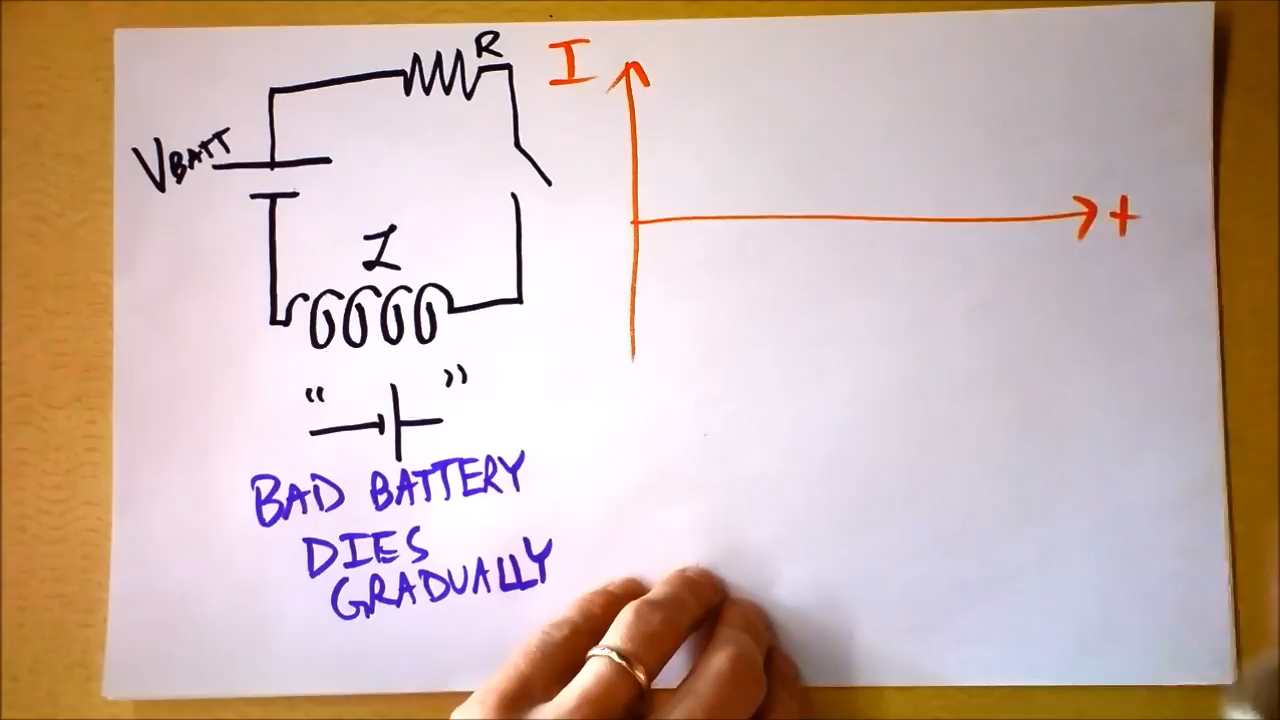 R
VBATT
L
“ ”
BAD BATTERY
DIES
GRADUALLY
I
t